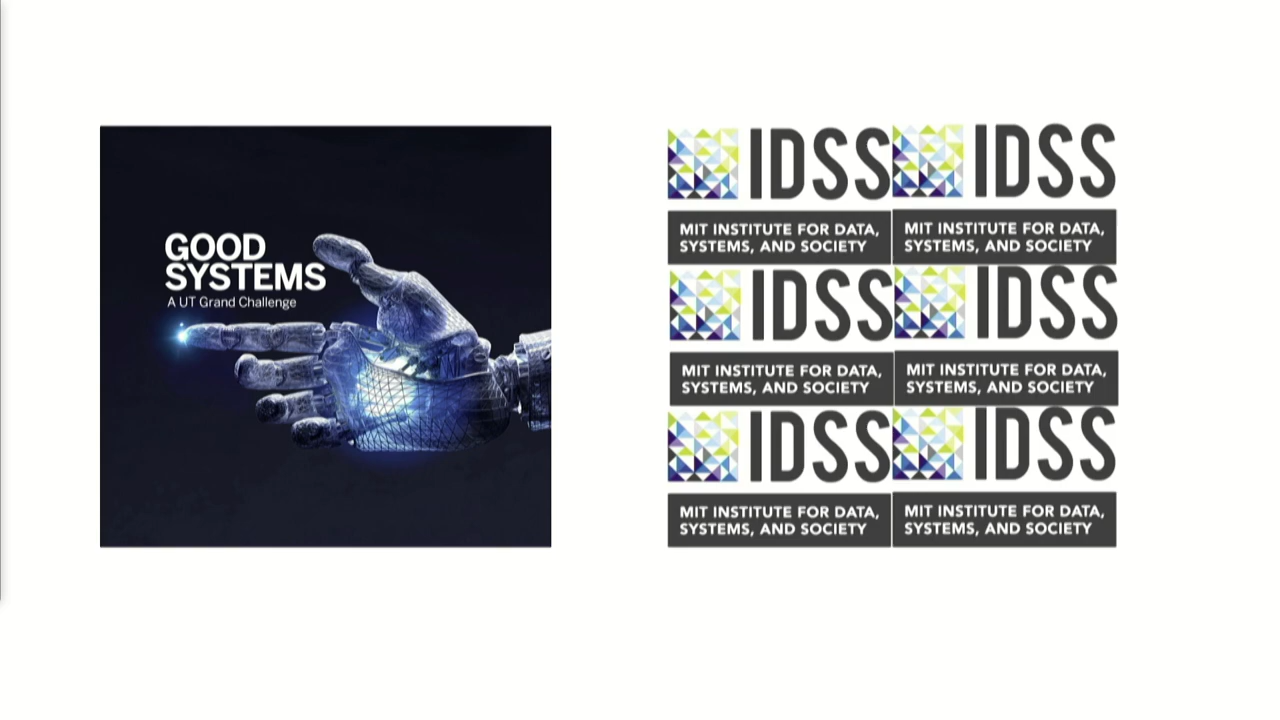 GOOD
SYSTEMS
A UT Grand Challenge
IDSS IDSS
MIT INSTITUTE FOR DATA, MIT INSTITUTE FOR DATA,
SYSTEMS, AND SOCIETY SYSTEMS, AND SOCIETY
IDSS IDSS
MIT INSTITUTE FOR DATA, MIT INSTITUTE FOR DATA,
SYSTEMS, AND SOCIETY SYSTEMS, AND SOCIETY
IDSS IDSS
MIT INSTITUTE FOR DATA, MIT INSTITUTE FOR DATA,
SYSTEMS, AND SOCIETY SYSTEMS, AND SOCIETY